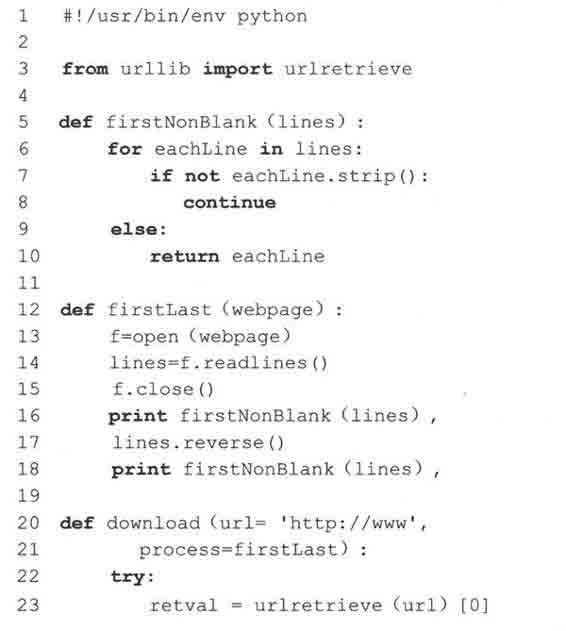 1 #!/usr/bin/env python
2
3 from urllib import urlretrieve
4
5 def firstNonBlank (lines) :
6 for eachLine in lines:
7 if not eachLine.strip():
8 continue
9 else:
10 return eachLine
11
12 def firstLast (webpage) :
13 f=open (webpage)
14 lines=f.readlines()
15 f.close()
16 print firstNonBlank (lines) ,
17 lines.reverse()
18 print firstNonBlank (lines) ,
19
20 def download (url= 'http://www',
21 process=firstLast) :
22 try:
23 retval = urlretrieve (url) [0]